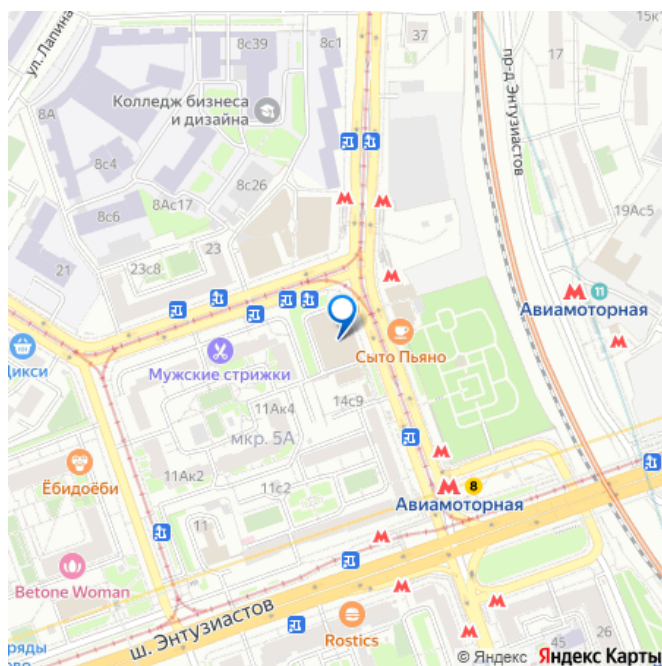 ул. Лапина
8с39
8с1
37
15к
17
пр-д Энтузиастов
8А
Колледж бизнеса
и дизайна
8с4
8с26
8Ас17
8с6
19Ас5
23
21
23с8
11
Авиамоторная
Сыто Пьяно
Дикси
Мужские стрижки
11Ак4
14с9
мкр. 5А
11Ак2
Ёбидоёби
11с2
8
Авиамоторная
11
Betone Woman
ш. Энтузиастов
Rostics
45
26
ряды
© Яндекс Яндекс Карты